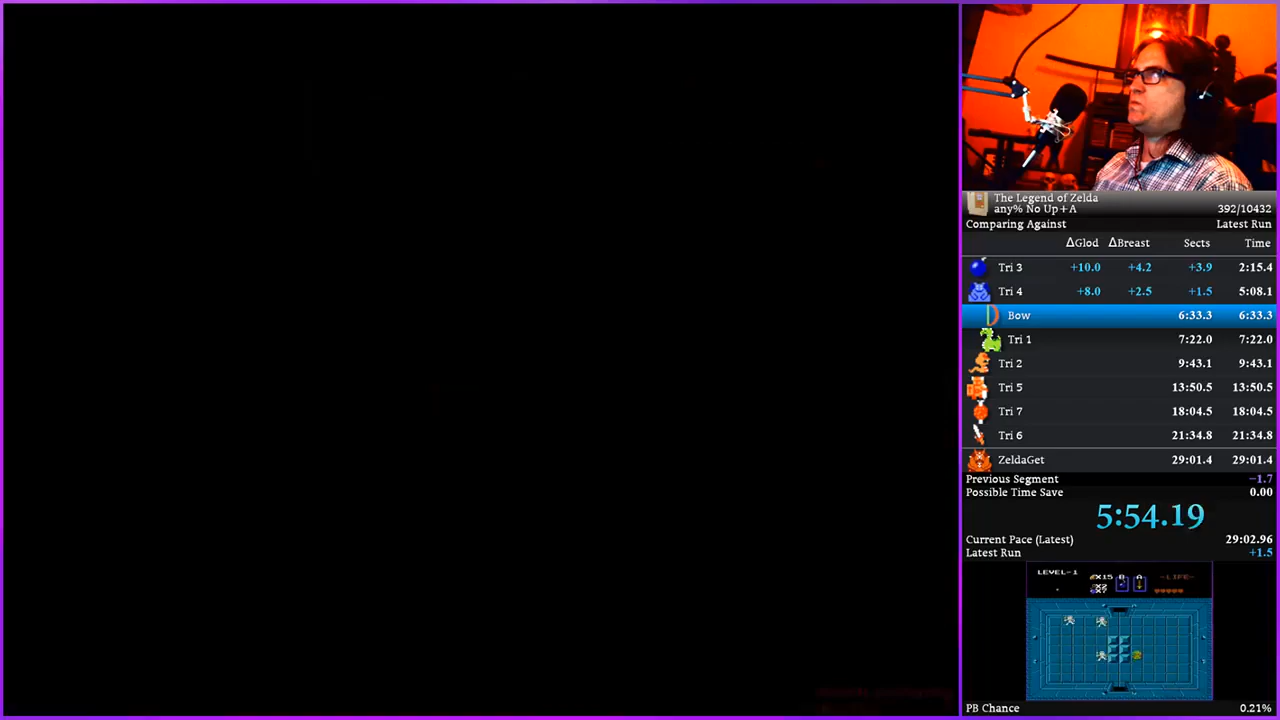 The Legend of Zelda
any% No Up+A 392/10432
Comparing Against Latest Run
ΔGlod ΔBreast Sects Time
Tri 3 +10.0 +4.2 +3.9 2:15.4
Tri 4 +8.0 +2.5 +1.5 5:08.1
Bow 6:33.3 6:33.3
Tri 1 7:22.0 7:22.0
Tri 2 9:43.1 9:43.1
Tri 5 13:50.5 13:50.5
Tri 7 18:04.5 18:04.5
Tri 6 21:34.8 21:34.8
ZeldaGet 29:01.4 29:01.4
Previous Segment −1.7
Possible Time Save 0.00
5:54.19
Current Pace (Latest) 29:02.96
Latest Run +1.5
LEVEL-1 X15 B A -LIFE-
X7
PB Chance 0.21%